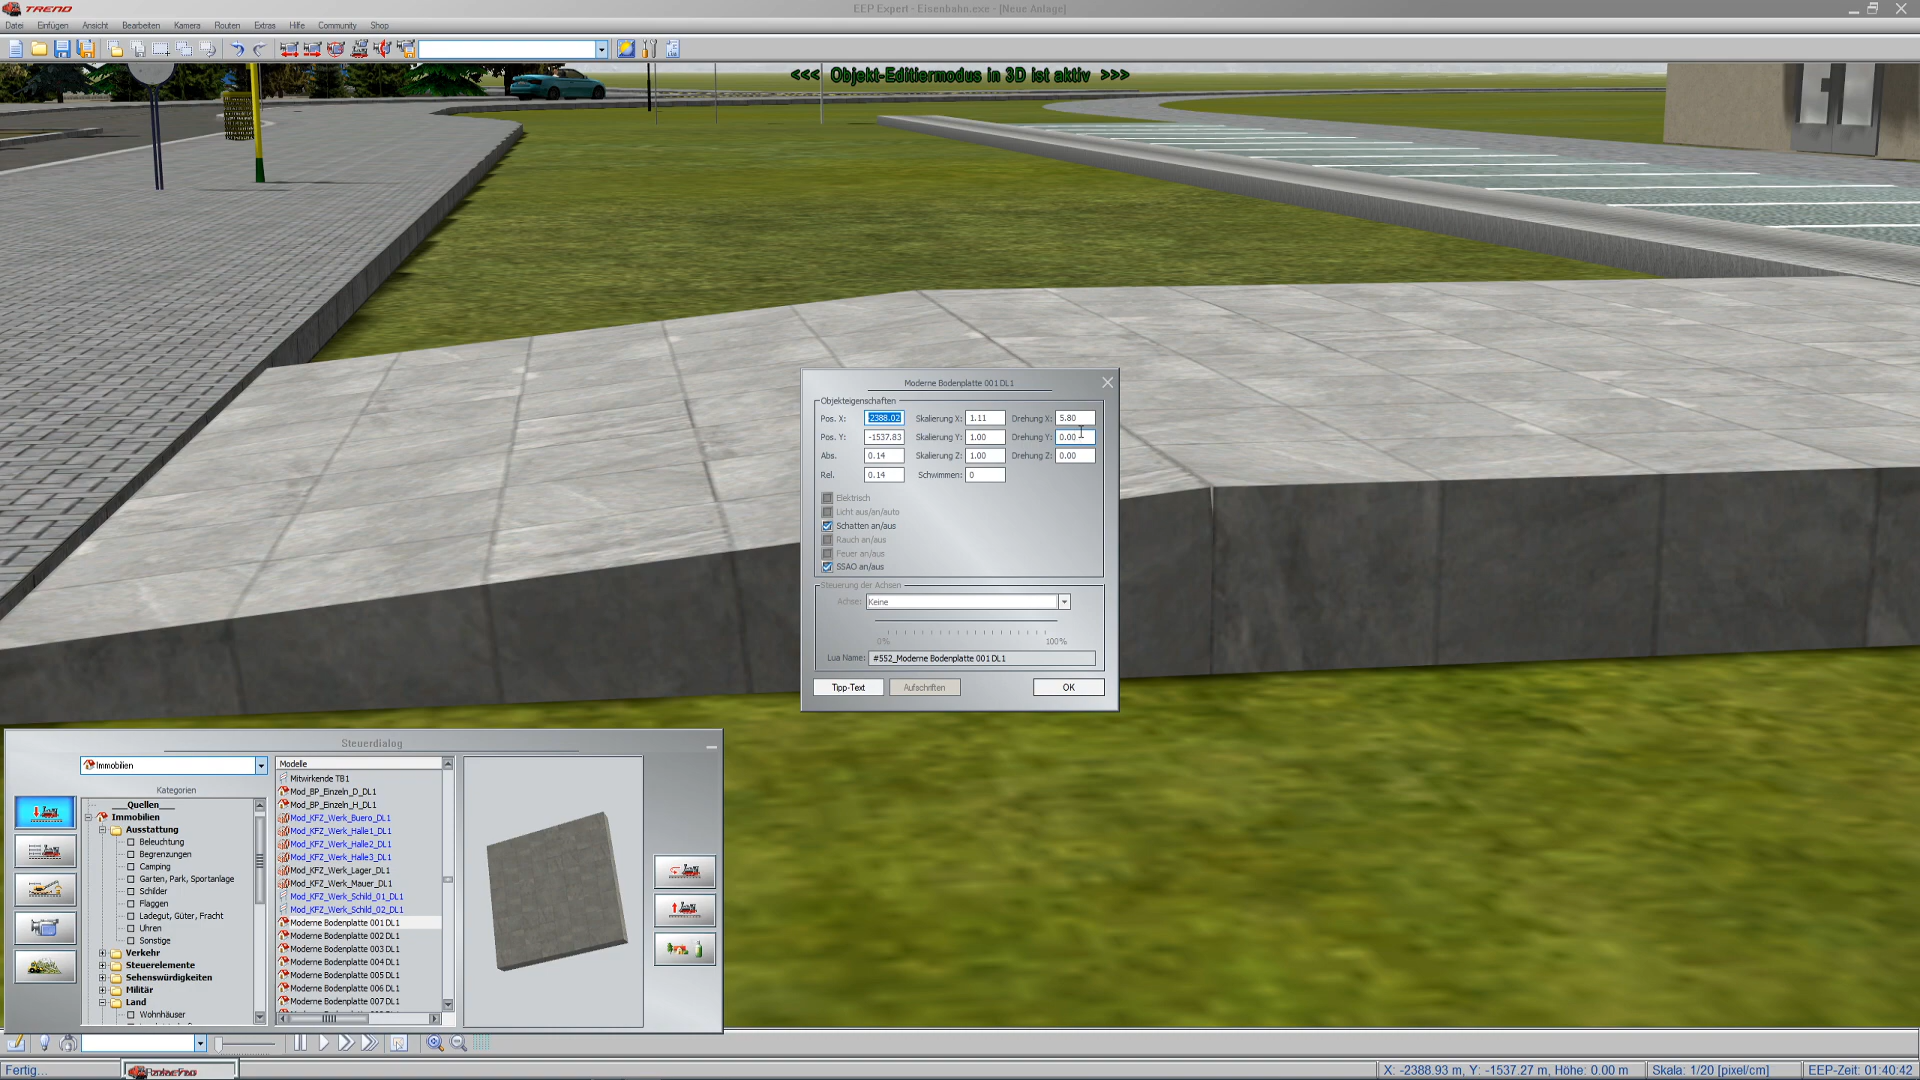 TREND
EEP Expert - Eisenbahn.exe - [Neue Anlage]
Datei Einfügen Ansicht Bearbeiten Kamera Routen Extras Hilfe Community Shop
<<< Objekt-Editiermodus in 3D ist aktiv >>>
Moderne Bodenplatte 001 DL1
Objekteigenschaften
Pos. X: -2388.02 Skalierung X: 1.11 Drehung X: 5.80
Pos. Y: -1537.83 Skalierung Y: 1.00 Drehung Y: 0.00
Abs. 0.14 Skalierung Z: 1.00 Drehung Z: 0.00
Rel. 0.14 Schwimmen: 0
Elektrisch
Licht aus/an/auto
Schatten an/aus
Rauch an/aus
Feuer an/aus
SSAO an/aus
Steuerung der Achsen
Achse: Keine
0% 100%
Lua Name: #552_Moderne Bodenplatte 001 DL1
Tipp-Text Aufschriften OK
Steuerdialog
Immobilien
Kategorien
__Quellen__
Immobilien
Ausstattung
Beleuchtung
Begrenzungen
Camping
Garten, Park, Sportanlage
Schilder
Flaggen
Ladegut, Güter, Fracht
Uhren
Sonstige
Verkehr
Steuerelemente
Sehenswürdigkeiten
Militär
Land
Wohnhäuser
Modelle
Mitwirkende TB1
Mod_BP_Einzeln_D_DL1
Mod_BP_Einzeln_H_DL1
Mod_KFZ_Werk_Buero_DL1
Mod_KFZ_Werk_Halle1_DL1
Mod_KFZ_Werk_Halle2_DL1
Mod_KFZ_Werk_Halle3_DL1
Mod_KFZ_Werk_Lager_DL1
Mod_KFZ_Werk_Mauer_DL1
Mod_KFZ_Werk_Schild_01_DL1
Mod_KFZ_Werk_Schild_02_DL1
Moderne Bodenplatte 001 DL1
Moderne Bodenplatte 002 DL1
Moderne Bodenplatte 003 DL1
Moderne Bodenplatte 004 DL1
Moderne Bodenplatte 005 DL1
Moderne Bodenplatte 006 DL1
Moderne Bodenplatte 007 DL1
Fertig...
X: -2388.93 m, Y: -1537.27 m, Höhe: 0.00 m Skala: 1/20 [pixel/cm] EEP-Zeit: 01:40:42